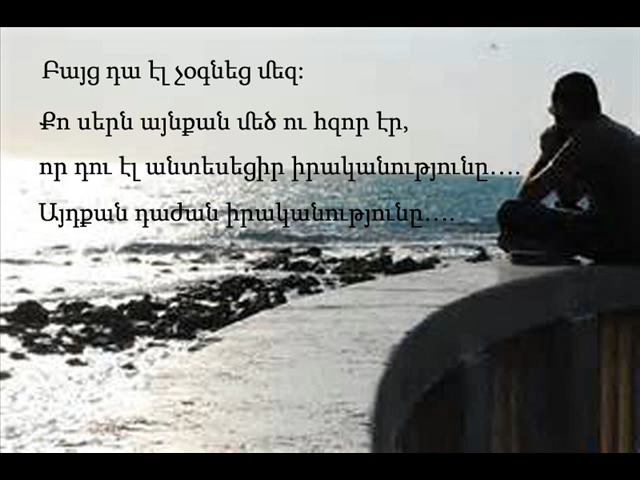 Բայց դա էլ չօգնեց մեզ:
Քո սերն այնքան մեծ ու հզոր էր,
որ դու էլ անտեսեցիր իրականությունը….
Այդքան դաժան իրականությունը….